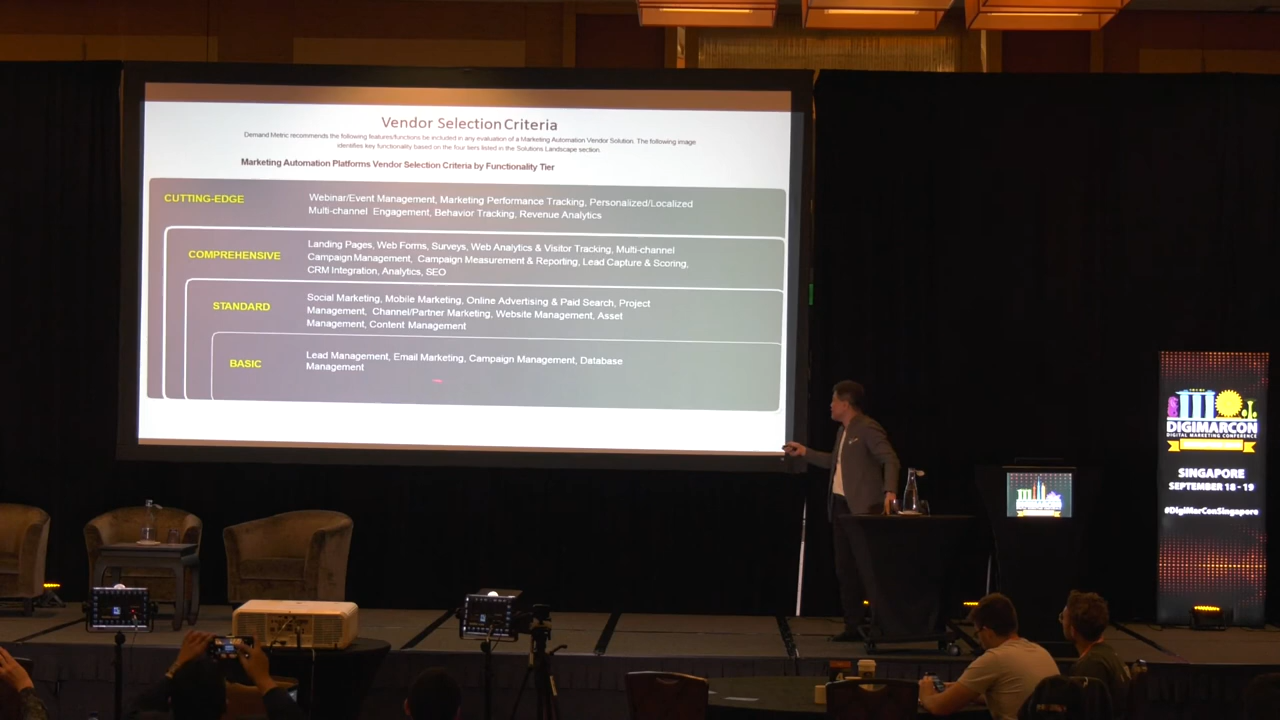 Vendor Selection Criteria
Demand Metric recommends the following features/functions be included in any evaluation of a Marketing Automation Vendor Solution. The following image
identifies key functionality based on the four tiers listed in the Solutions Landscape section.
Marketing Automation Platforms Vendor Selection Criteria by Functionality Tier
CUTTING-EDGE
Webinar/Event Management, Marketing Performance Tracking, Personalized/Localized
Multi-channel Engagement, Behavior Tracking, Revenue Analytics
COMPREHENSIVE
Landing Pages, Web Forms, Surveys, Web Analytics & Visitor Tracking, Multi-channel
Campaign Management, Campaign Measurement & Reporting, Lead Capture & Scoring,
CRM Integration, Analytics, SEO
STANDARD
Social Marketing, Mobile Marketing, Online Advertising & Paid Search, Project
Management, Channel/Partner Marketing, Website Management, Asset
Management, Content Management
BASIC
Lead Management, Email Marketing, Campaign Management, Database
Management
DIGIMARCON
DIGITAL MARKETING CONFERENCE
SINGAPORE
SEPTEMBER 18 - 19
#DigiMarConSingapore